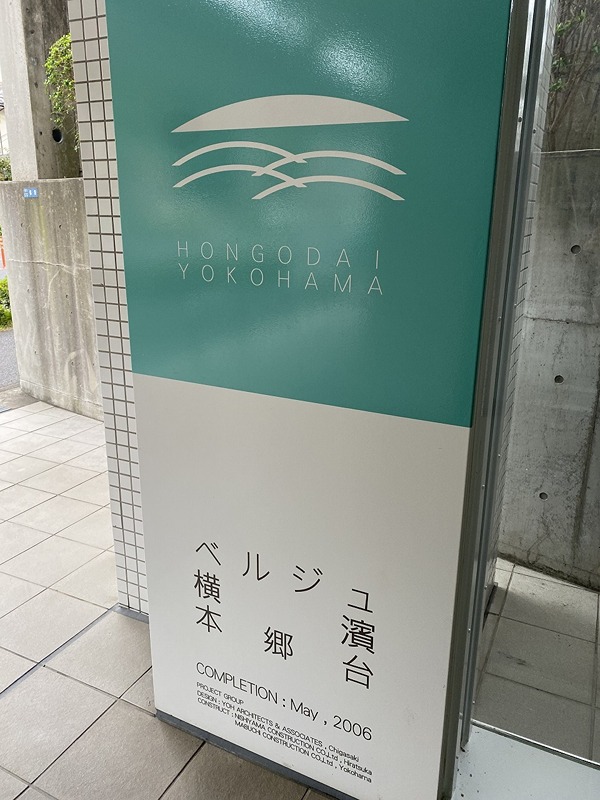 HONGODAI
YOKOHAMA
ベルジュ
横濱
本郷台
COMPLETION : May , 2006
PROJECT GROUP
DESIGN : YOH ARCHITECTS & ASSOCIATES , Chigasaki
CONSTRUCT : NISHIYAMA CONSTRUCTION CO.,Ltd , Hiratsuka
MABUCHI CONSTRUCTION CO.,Ltd , Yokohama